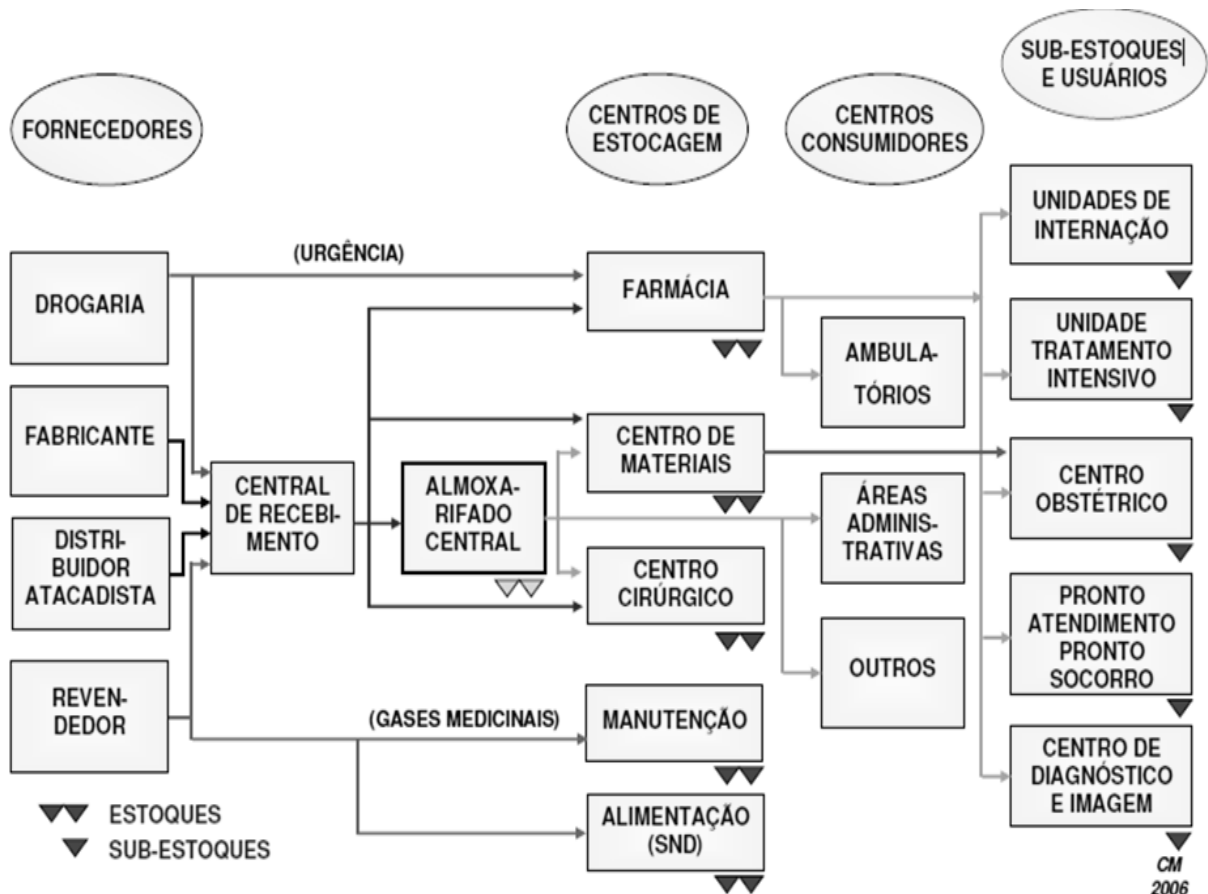 FORNECEDORES
CENTROS DE
ESTOCAGEM
CENTROS
CONSUMIDORES
SUB-ESTOQUES
E USUÁRIOS
DROGARIA
FABRICANTE
DISTRI-
BUIDOR
ATACADISTA
REVEN-
DEDOR
(URGÊNCIA)
CENTRAL
DE RECEBI-
MENTO
ALMOXA-
RIFADO
CENTRAL
(GASES MEDICINAIS)
FARMÁCIA
CENTRO DE
MATERIAIS
CENTRO
CIRÚRGICO
MANUTENÇÃO
ALIMENTAÇÃO
(SND)
AMBULA-
TÓRIOS
ÁREAS
ADMINIS-
TRATIVAS
OUTROS
UNIDADES DE
INTERNAÇÃO
UNIDADE
TRATAMENTO
INTENSIVO
CENTRO
OBSTÉTRICO
PRONTO
ATENDIMENTO
PRONTO
SOCORRO
CENTRO DE
DIAGNÓSTICO
E IMAGEM
ESTOQUES
SUB-ESTOQUES
CM
2006